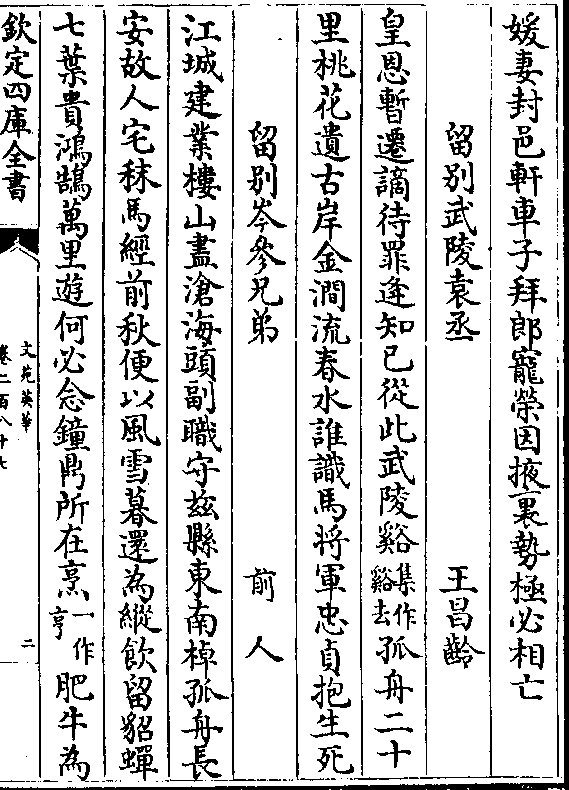 媛妻封邑軒車子拜郎寵榮因掖裏勢極必相亡
留别武陵袁丞 王昌齡
皇恩暫遷謫待罪逢知己從此武陵谿集作谿去孤舟二十
里桃花遺古岸金澗流春水誰識馬將軍忠貞抱生死
留别岑參兄弟 前人
江城建業樓山盡滄海頭副職守兹縣東南棹孤舟長
安故人宅秣馬經前秋便以風雪暮還為縱飲留貂蟬
七葉貴鴻鵠萬里遊何必念鐘鼎所在烹一作亨肥牛為
欽定四庫全書
文苑英華
卷二百八十七
二